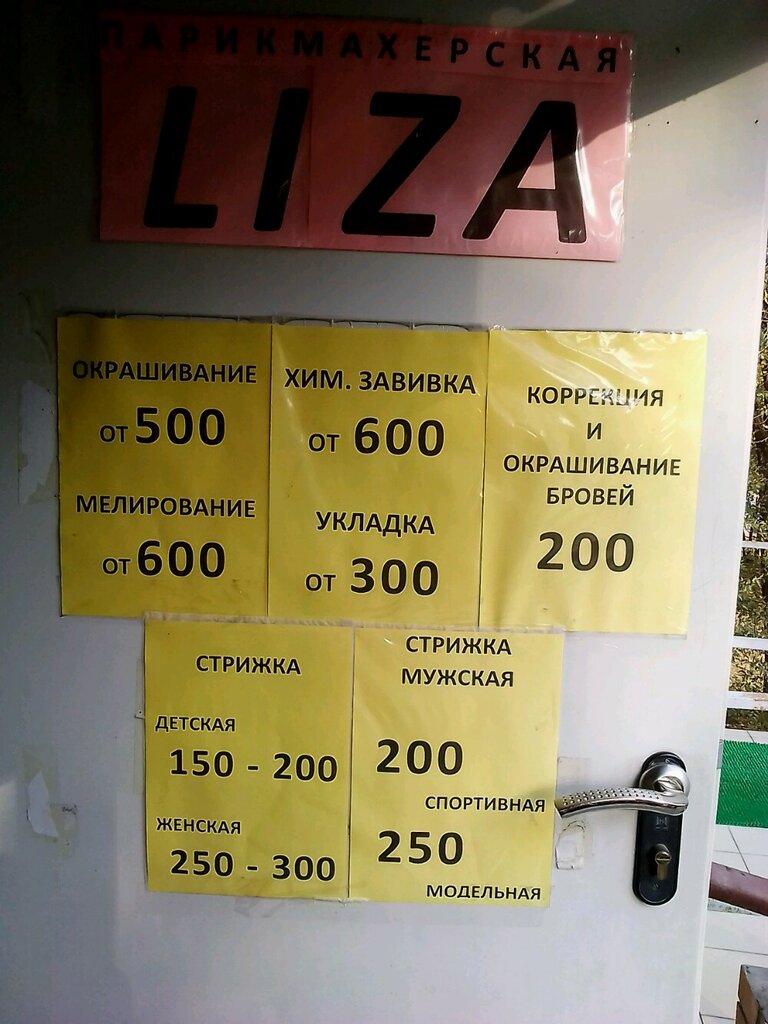 ПАРИКМАХЕРСКАЯ
LIZA
ОКРАШИВАНИЕ
от 500
МЕЛИРОВАНИЕ
от 600
ХИМ. ЗАВИВКА
от 600
УКЛАДКА
от 300
КОРРЕКЦИЯ
И
ОКРАШИВАНИЕ
БРОВЕЙ
200
СТРИЖКА
ДЕТСКАЯ
150 - 200
ЖЕНСКАЯ
250 - 300
СТРИЖКА
МУЖСКАЯ
200
СПОРТИВНАЯ
250
МОДЕЛЬНАЯ